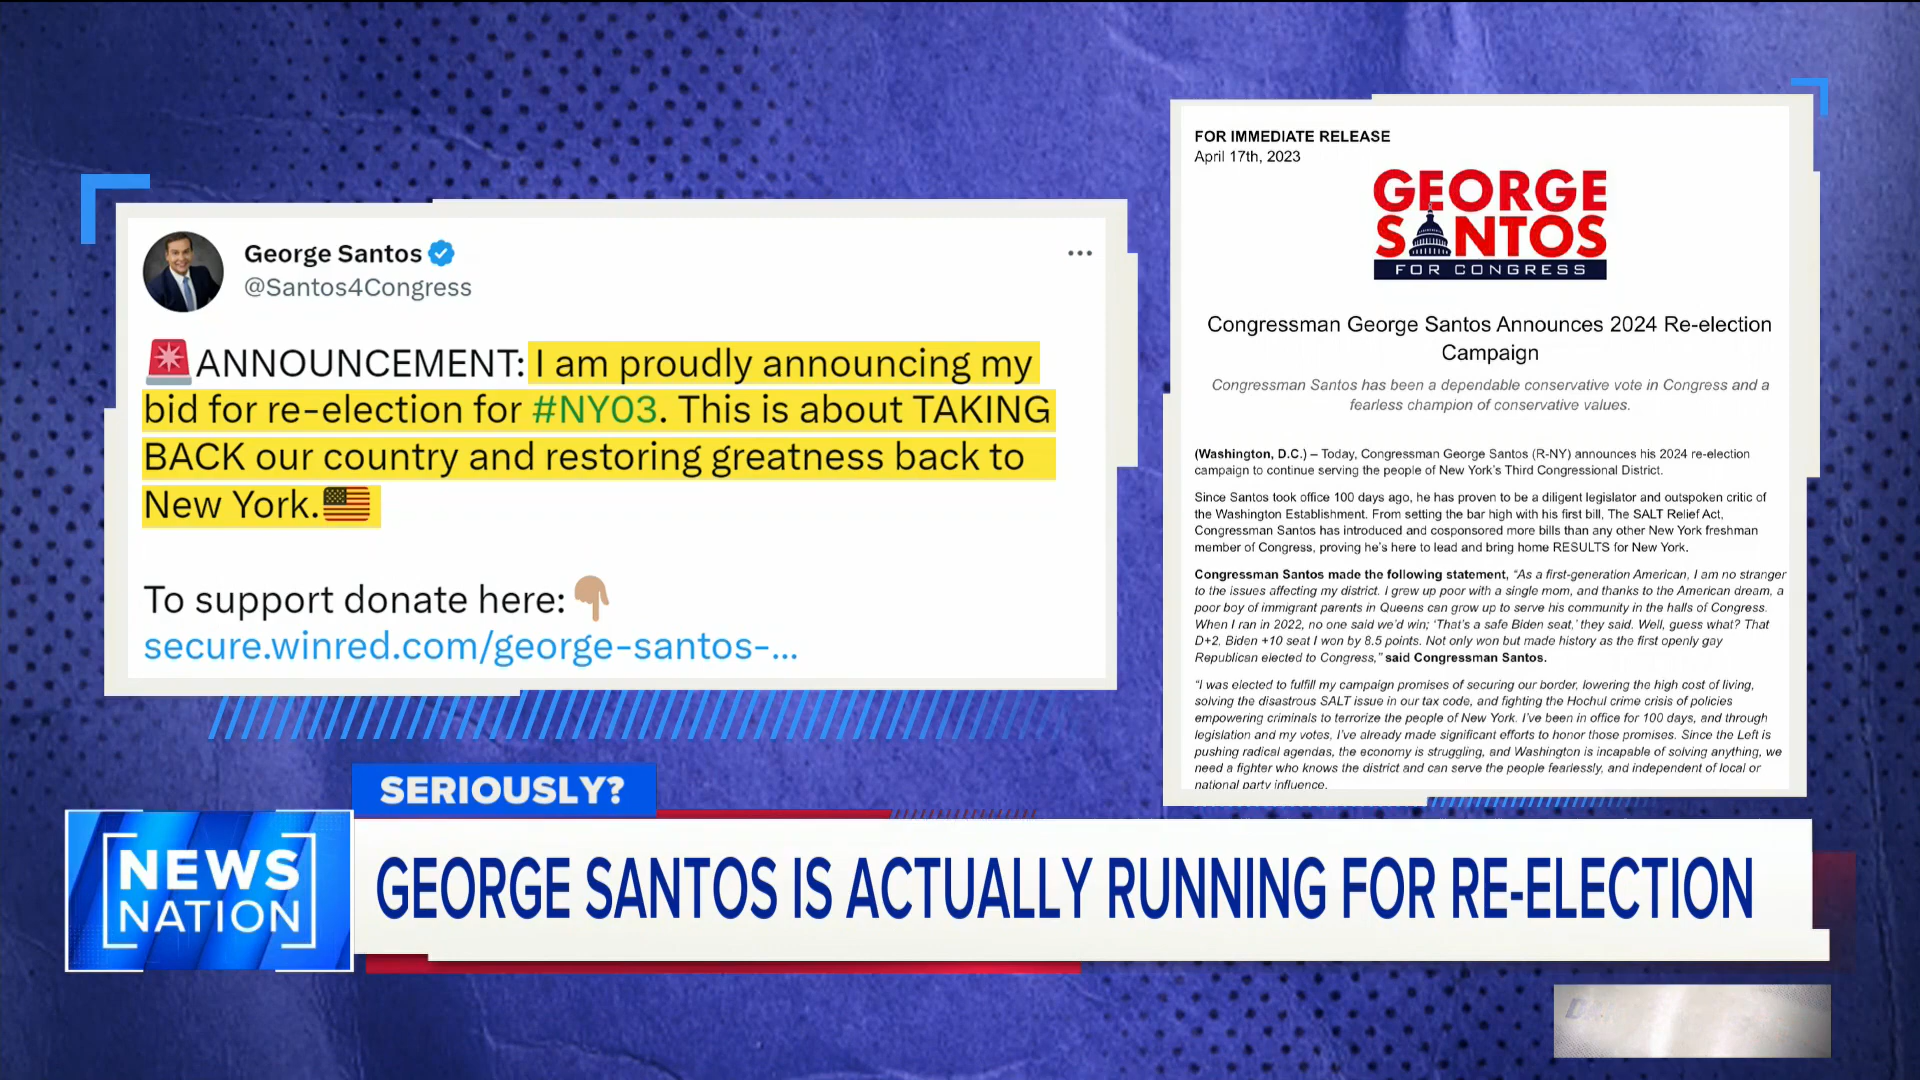 George Santos
@Santos4Congress
🚨ANNOUNCEMENT: I am proudly announcing my
bid for re-election for #NY03. This is about TAKING
BACK our country and restoring greatness back to
New York.🇺🇸
To support donate here:👇🏽
secure.winred.com/george-santos-...
FOR IMMEDIATE RELEASE
April 17th, 2023
GEORGE
SANTOS
FOR CONGRESS
Congressman George Santos Announces 2024 Re-election
Campaign
Congressman Santos has been a dependable conservative vote in Congress and a
fearless champion of conservative values.
(Washington, D.C.) – Today, Congressman George Santos (R-NY) announces his 2024 re-election
campaign to continue serving the people of New York's Third Congressional District.
Since Santos took office 100 days ago, he has proven to be a diligent legislator and outspoken critic of
the Washington Establishment. From setting the bar high with his first bill, The SALT Relief Act,
Congressman Santos has introduced and cosponsored more bills than any other New York freshman
member of Congress, proving he's here to lead and bring home RESULTS for New York.
Congressman Santos made the following statement, “As a first-generation American, I am no stranger
to the issues affecting my district. I grew up poor with a single mom, and thanks to the American dream, a
poor boy of immigrant parents in Queens can grow up to serve his community in the halls of Congress.
When I ran in 2022, no one said we'd win; ‘That's a safe Biden seat,’ they said. Well, guess what? That
D+2, Biden +10 seat I won by 8.5 points. Not only won but made history as the first openly gay
Republican elected to Congress,” said Congressman Santos.
“I was elected to fulfill my campaign promises of securing our border, lowering the high cost of living,
solving the disastrous SALT issue in our tax code, and fighting the Hochul crime crisis of policies
empowering criminals to terrorize the people of New York. I've been in office for 100 days, and through
legislation and my votes, I've already made significant efforts to honor those promises. Since the Left is
pushing radical agendas, the economy is struggling, and Washington is incapable of solving anything, we
need a fighter who knows the district and can serve the people fearlessly, and independent of local or
national party influence.
SERIOUSLY?
NEWS
NATION
GEORGE SANTOS IS ACTUALLY RUNNING FOR RE-ELECTION